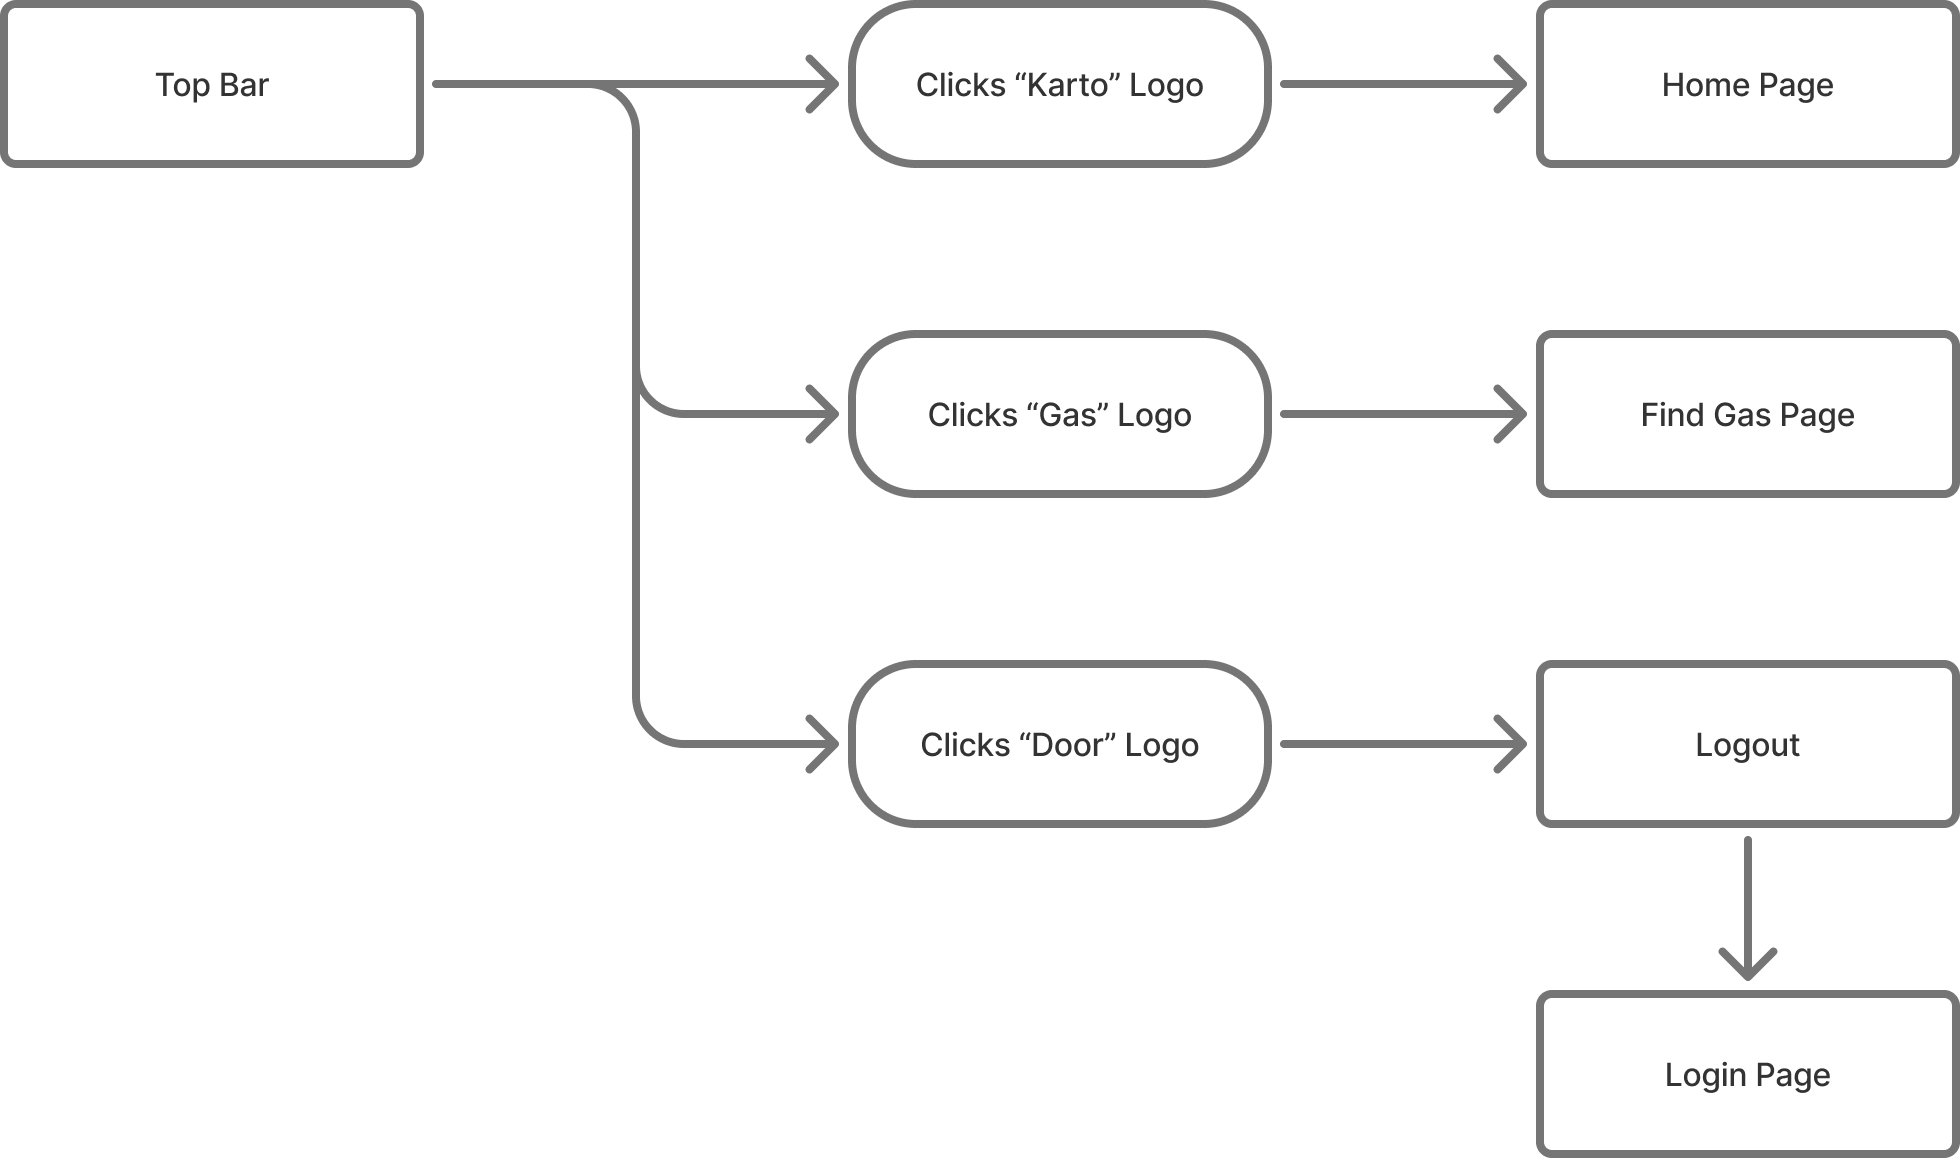 Top Bar
Clicks “Karto” Logo
Home Page
Clicks “Gas” Logo
Find Gas Page
Clicks “Door” Logo
Logout
Login Page